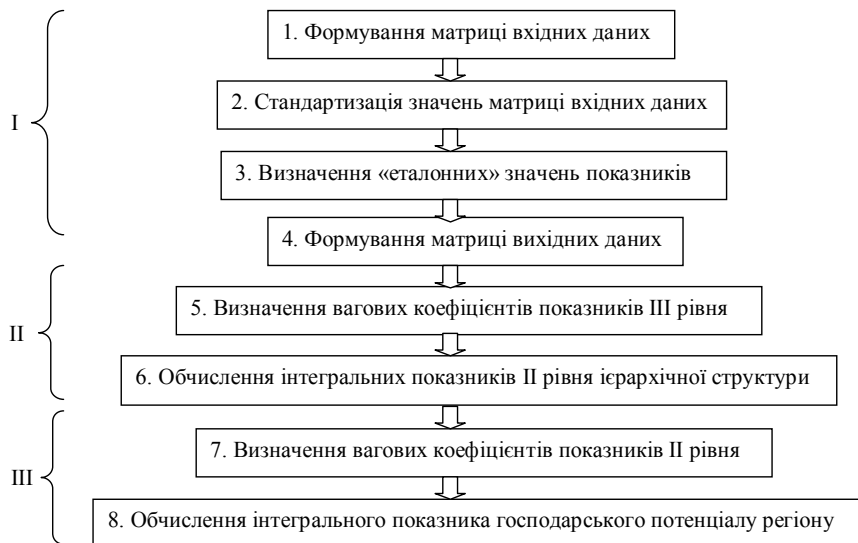 I
1. Формування матриці вхідних даних
2. Стандартизація значень матриці вхідних даних
3. Визначення «еталонних» значень показників
4. Формування матриці вихідних даних
II
5. Визначення вагових коефіцієнтів показників III рівня
6. Обчислення інтегральних показників II рівня ієрархічної структури
III
7. Визначення вагових коефіцієнтів показників II рівня
8. Обчислення інтегрального показника господарського потенціалу регіону